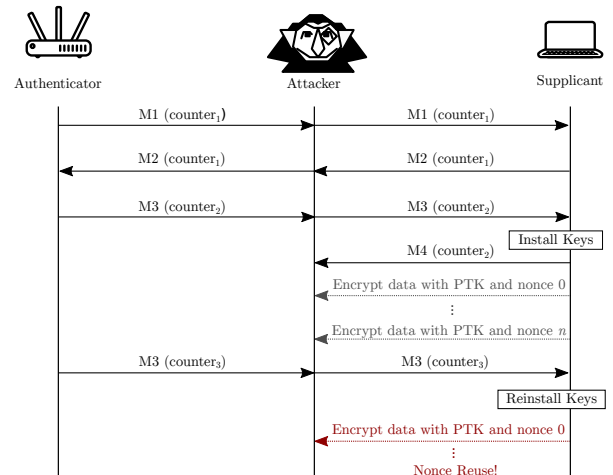 Authenticator Attacker Supplicant
M1 (counter₁) M1 (counter₁)
M2 (counter₁) M2 (counter₁)
M3 (counter₂) M3 (counter₂)
Install Keys
M4 (counter₂)
Encrypt data with PTK and nonce 0
⋮
Encrypt data with PTK and nonce n
M3 (counter₃) M3 (counter₃)
Reinstall Keys
Encrypt data with PTK and nonce 0
⋮
Nonce Reuse!